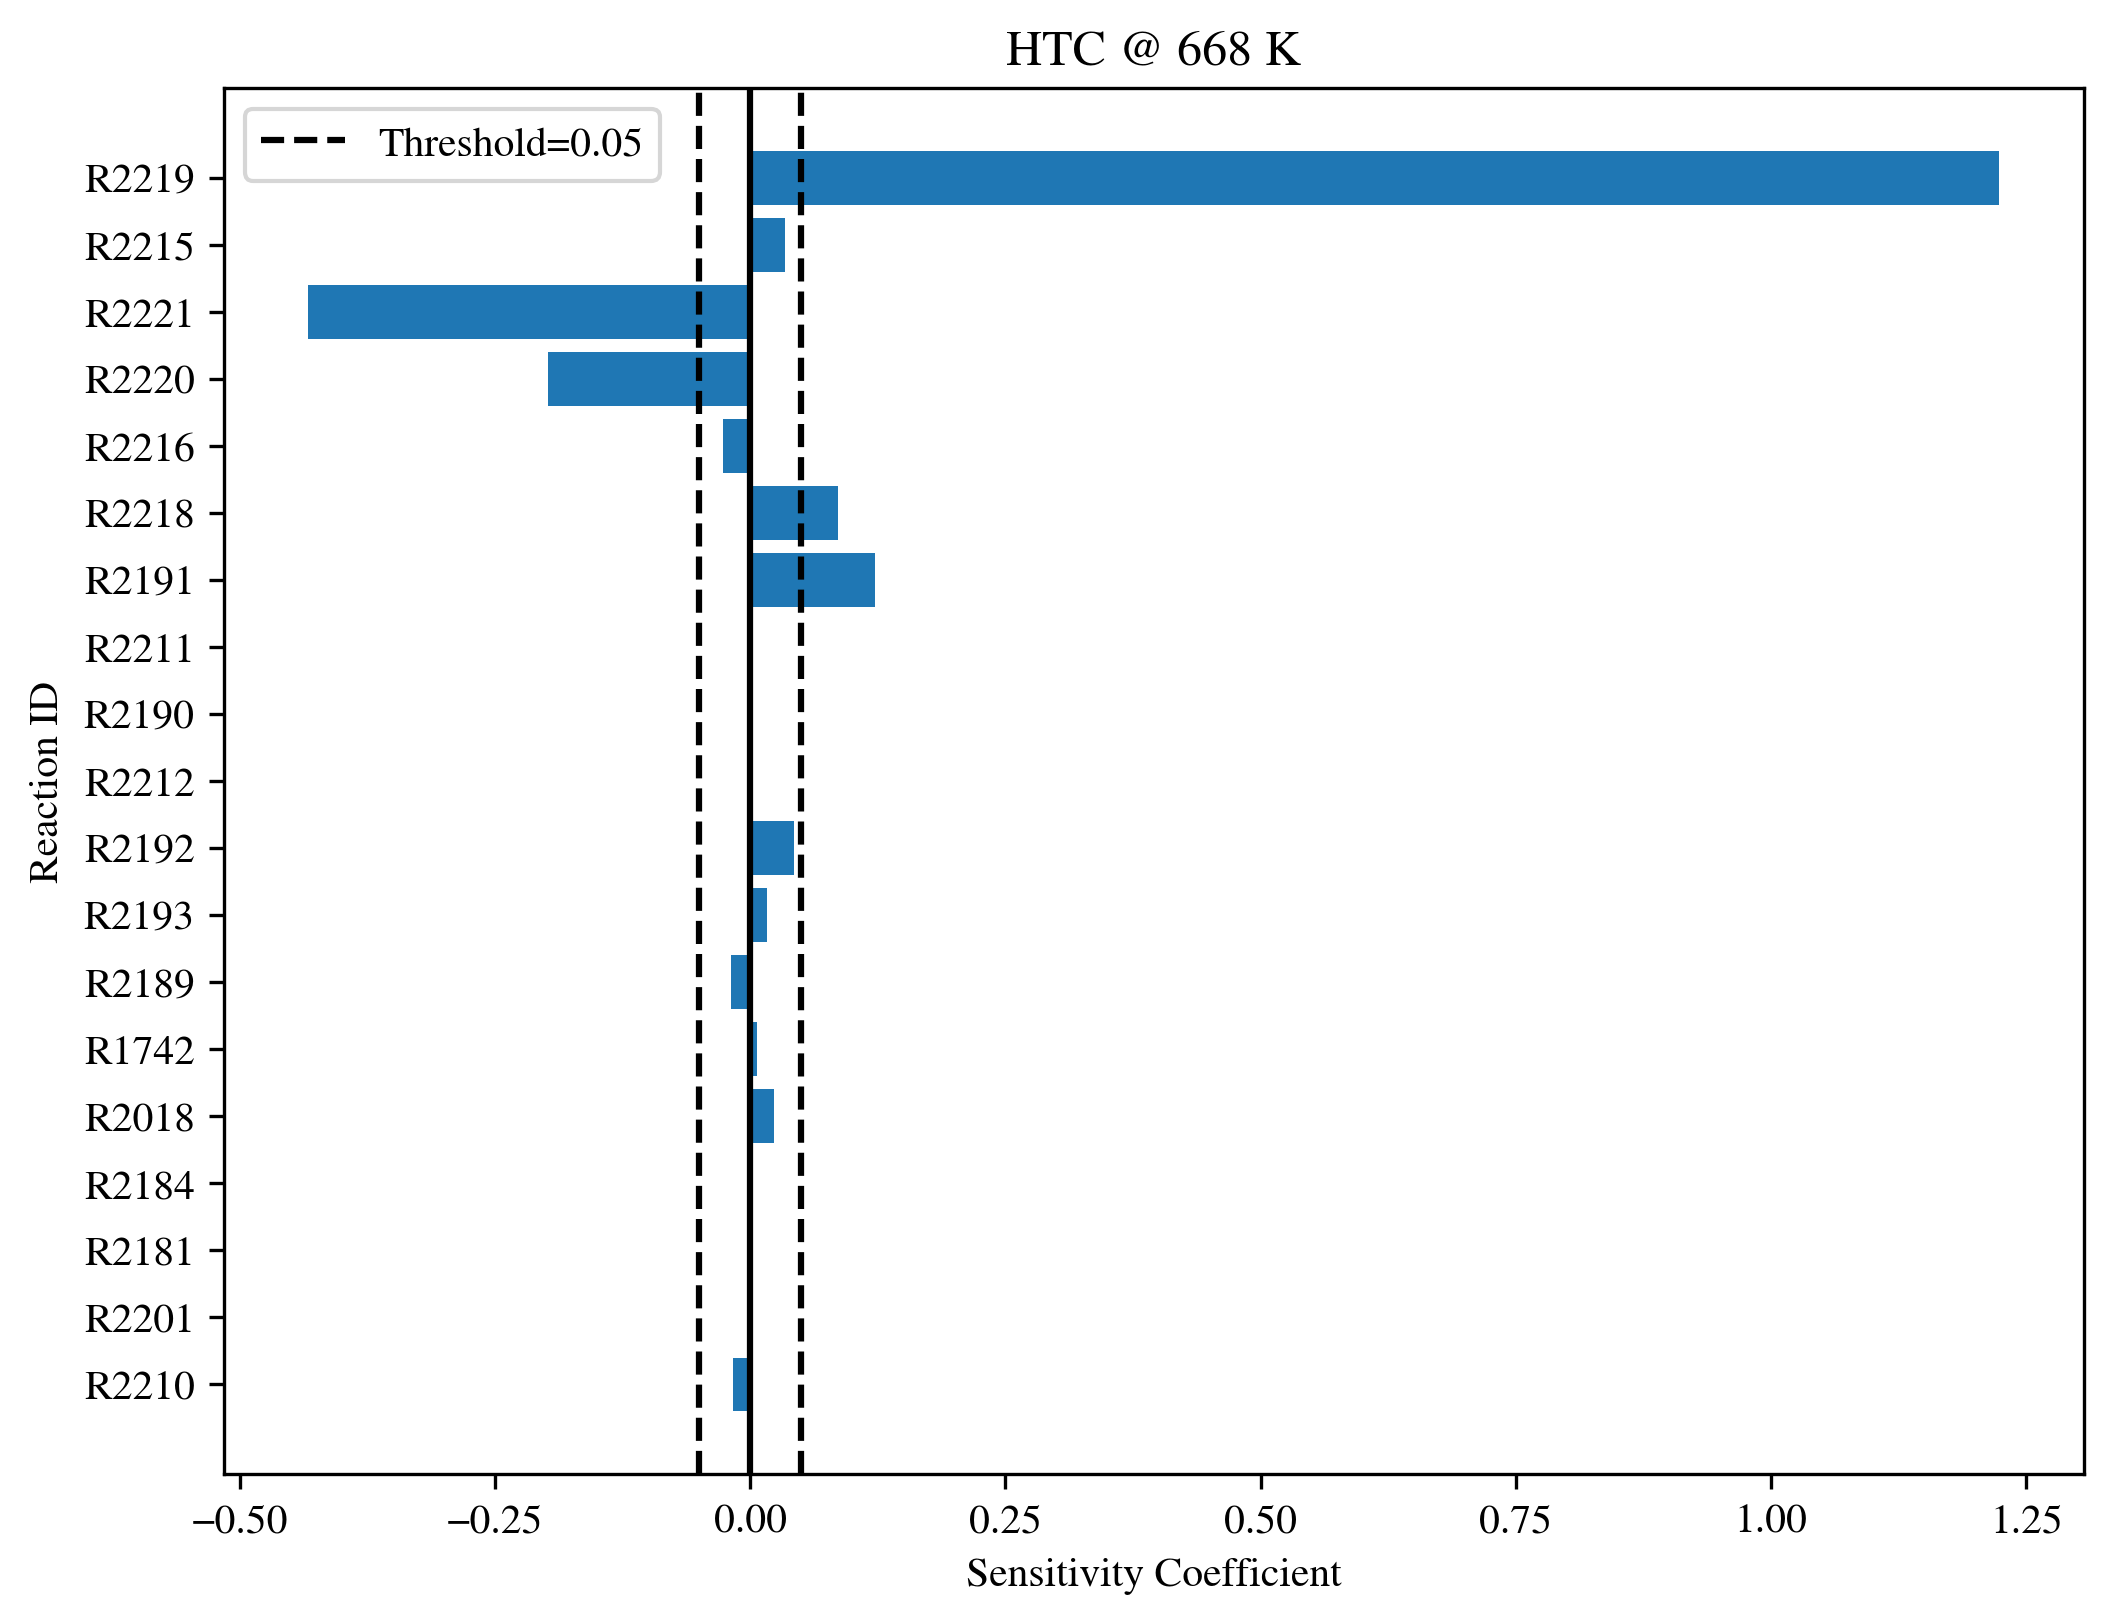 HTC @ 668 K
Threshold=0.05
R2219
R2215
R2221
R2220
R2216
R2218
R2191
R2211
R2190
R2212
R2192
R2193
R2189
R1742
R2018
R2184
R2181
R2201
R2210
Reaction ID
−0.50 −0.25 0.00 0.25 0.50 0.75 1.00 1.25
Sensitivity Coefficient